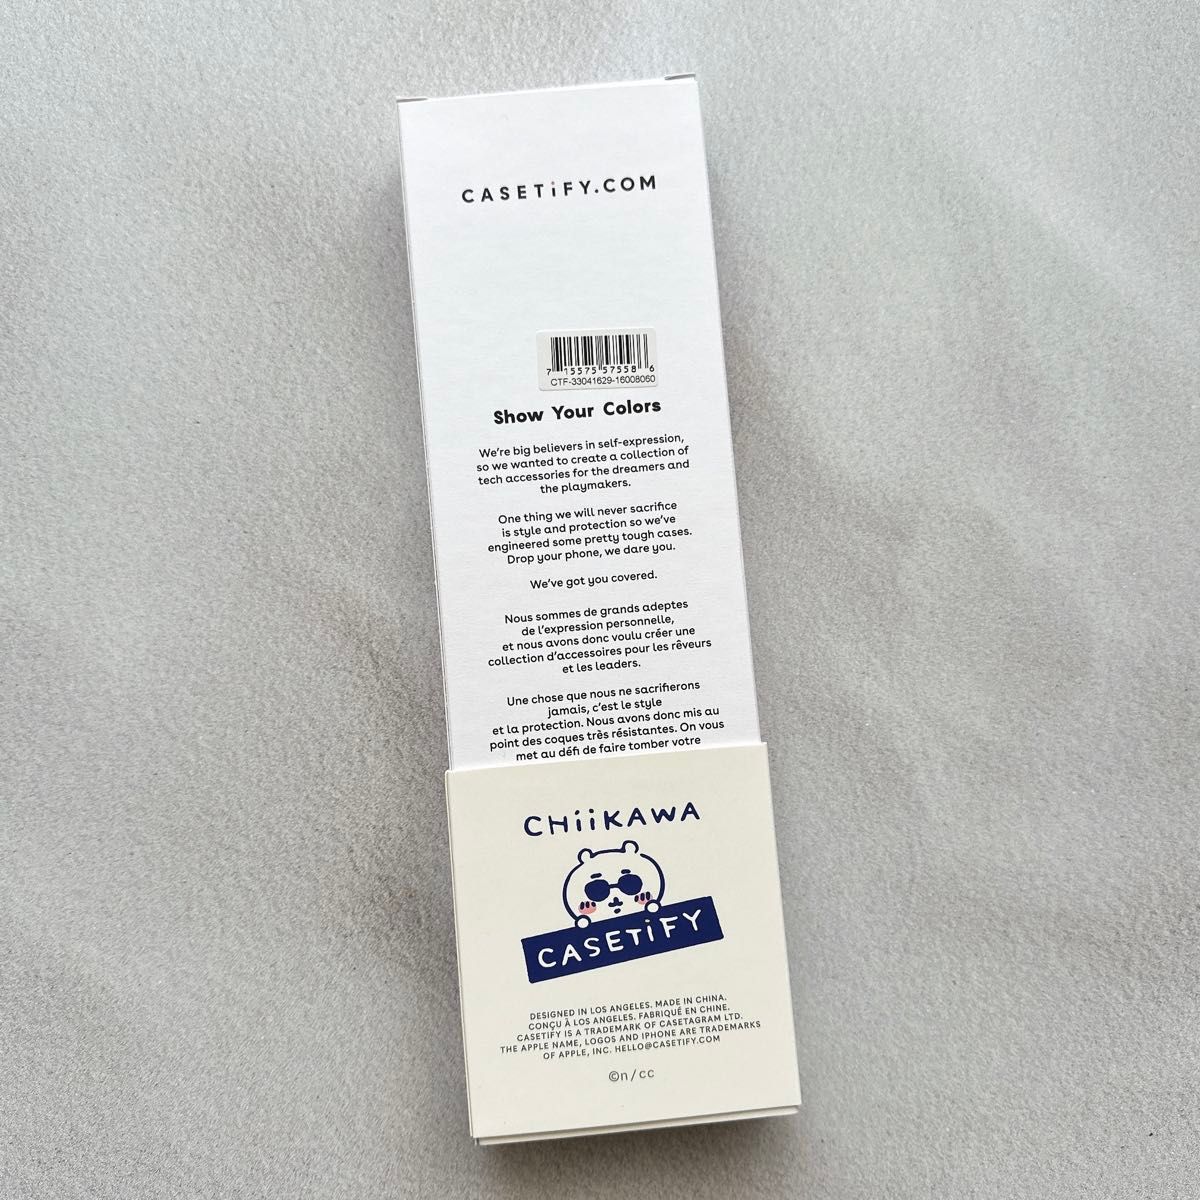 CASETiFY.COM
7 15575 57558 6
CTF-33041629-16008060
Show Your Colors
We're big believers in self-expression,
so we wanted to create a collection of
tech accessories for the dreamers and
the playmakers.
One thing we will never sacrifice
is style and protection so we've
engineered some pretty tough cases.
Drop your phone, we dare you.
We've got you covered.
Nous sommes de grands adeptes
de l'expression personnelle,
et nous avons donc voulu créer une
collection d'accessoires pour les rêveurs
et les leaders.
Une chose que nous ne sacrifierons
jamais, c'est le style
et la protection. Nous avons donc mis au
point des coques très résistantes. On vous
met au défi de faire tomber votre
CHiiKAWA
CASETiFY
DESIGNED IN LOS ANGELES. MADE IN CHINA.
CONÇU À LOS ANGELES. FABRIQUÉ EN CHINE.
CASETiFY IS A TRADEMARK OF CASETAGRAM LTD.
THE APPLE NAME, LOGOS AND IPHONE ARE TRADEMARKS
OF APPLE, INC. HELLO@CASETIFY.COM
©n/cc